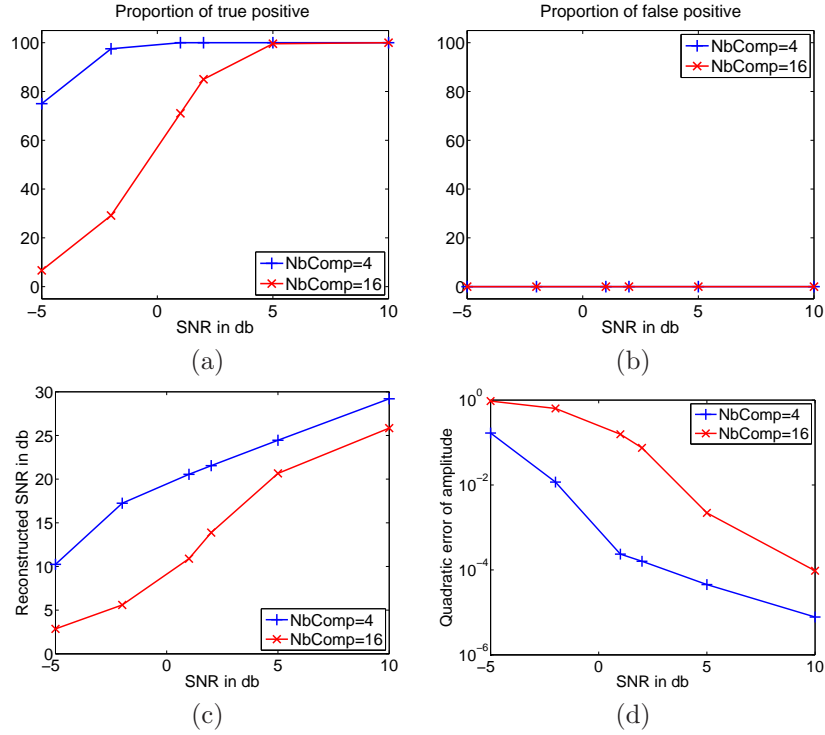 Proportion of true positive
100
80
60
40
20
0
−5 0 5 10
SNR in db
NbComp=4
NbComp=16
(a)
Proportion of false positive
100
80
60
40
20
0
−5 0 5 10
SNR in db
NbComp=4
NbComp=16
(b)
Reconstructed SNR in db
30
25
20
15
10
5
0
−5 0 5 10
SNR in db
NbComp=4
NbComp=16
(c)
Quadratic error of amplitude
10^0
10^−2
10^−4
10^−6
−5 0 5 10
SNR in db
NbComp=4
NbComp=16
(d)